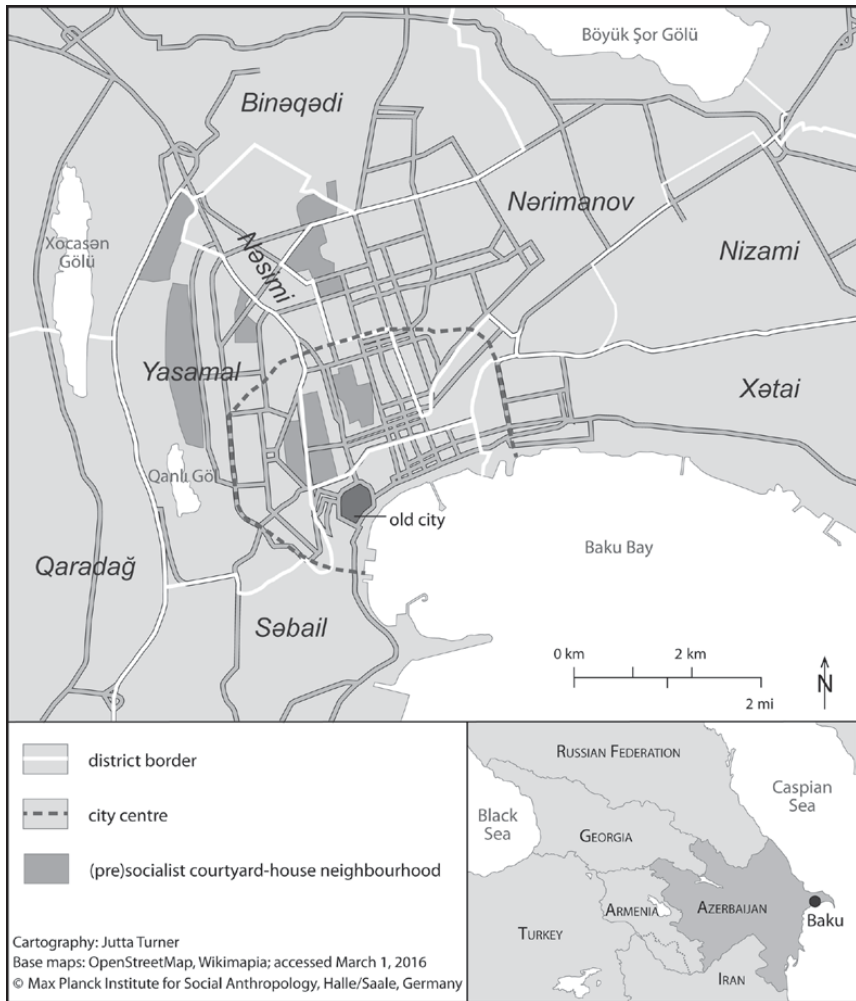 Böyük Şor Gölü
Binəqədi
Xocasən
Gölü
Nəsimi
Nərimanov
Nizami
Yasamal
Xətai
Qanlı Göl
old city
Qaradağ
Baku Bay
Səbail
0 km 2 km
2 mi
N
district border
city centre
(pre)socialist courtyard-house neighbourhood
Cartography: Jutta Turner
Base maps: OpenStreetMap, Wikimapia; accessed March 1, 2016
© Max Planck Institute for Social Anthropology, Halle/Saale, Germany
RUSSIAN FEDERATION
Caspian
Sea
Black
Sea
GEORGIA
ARMENIA
AZERBAIJAN
Baku
TURKEY
IRAN